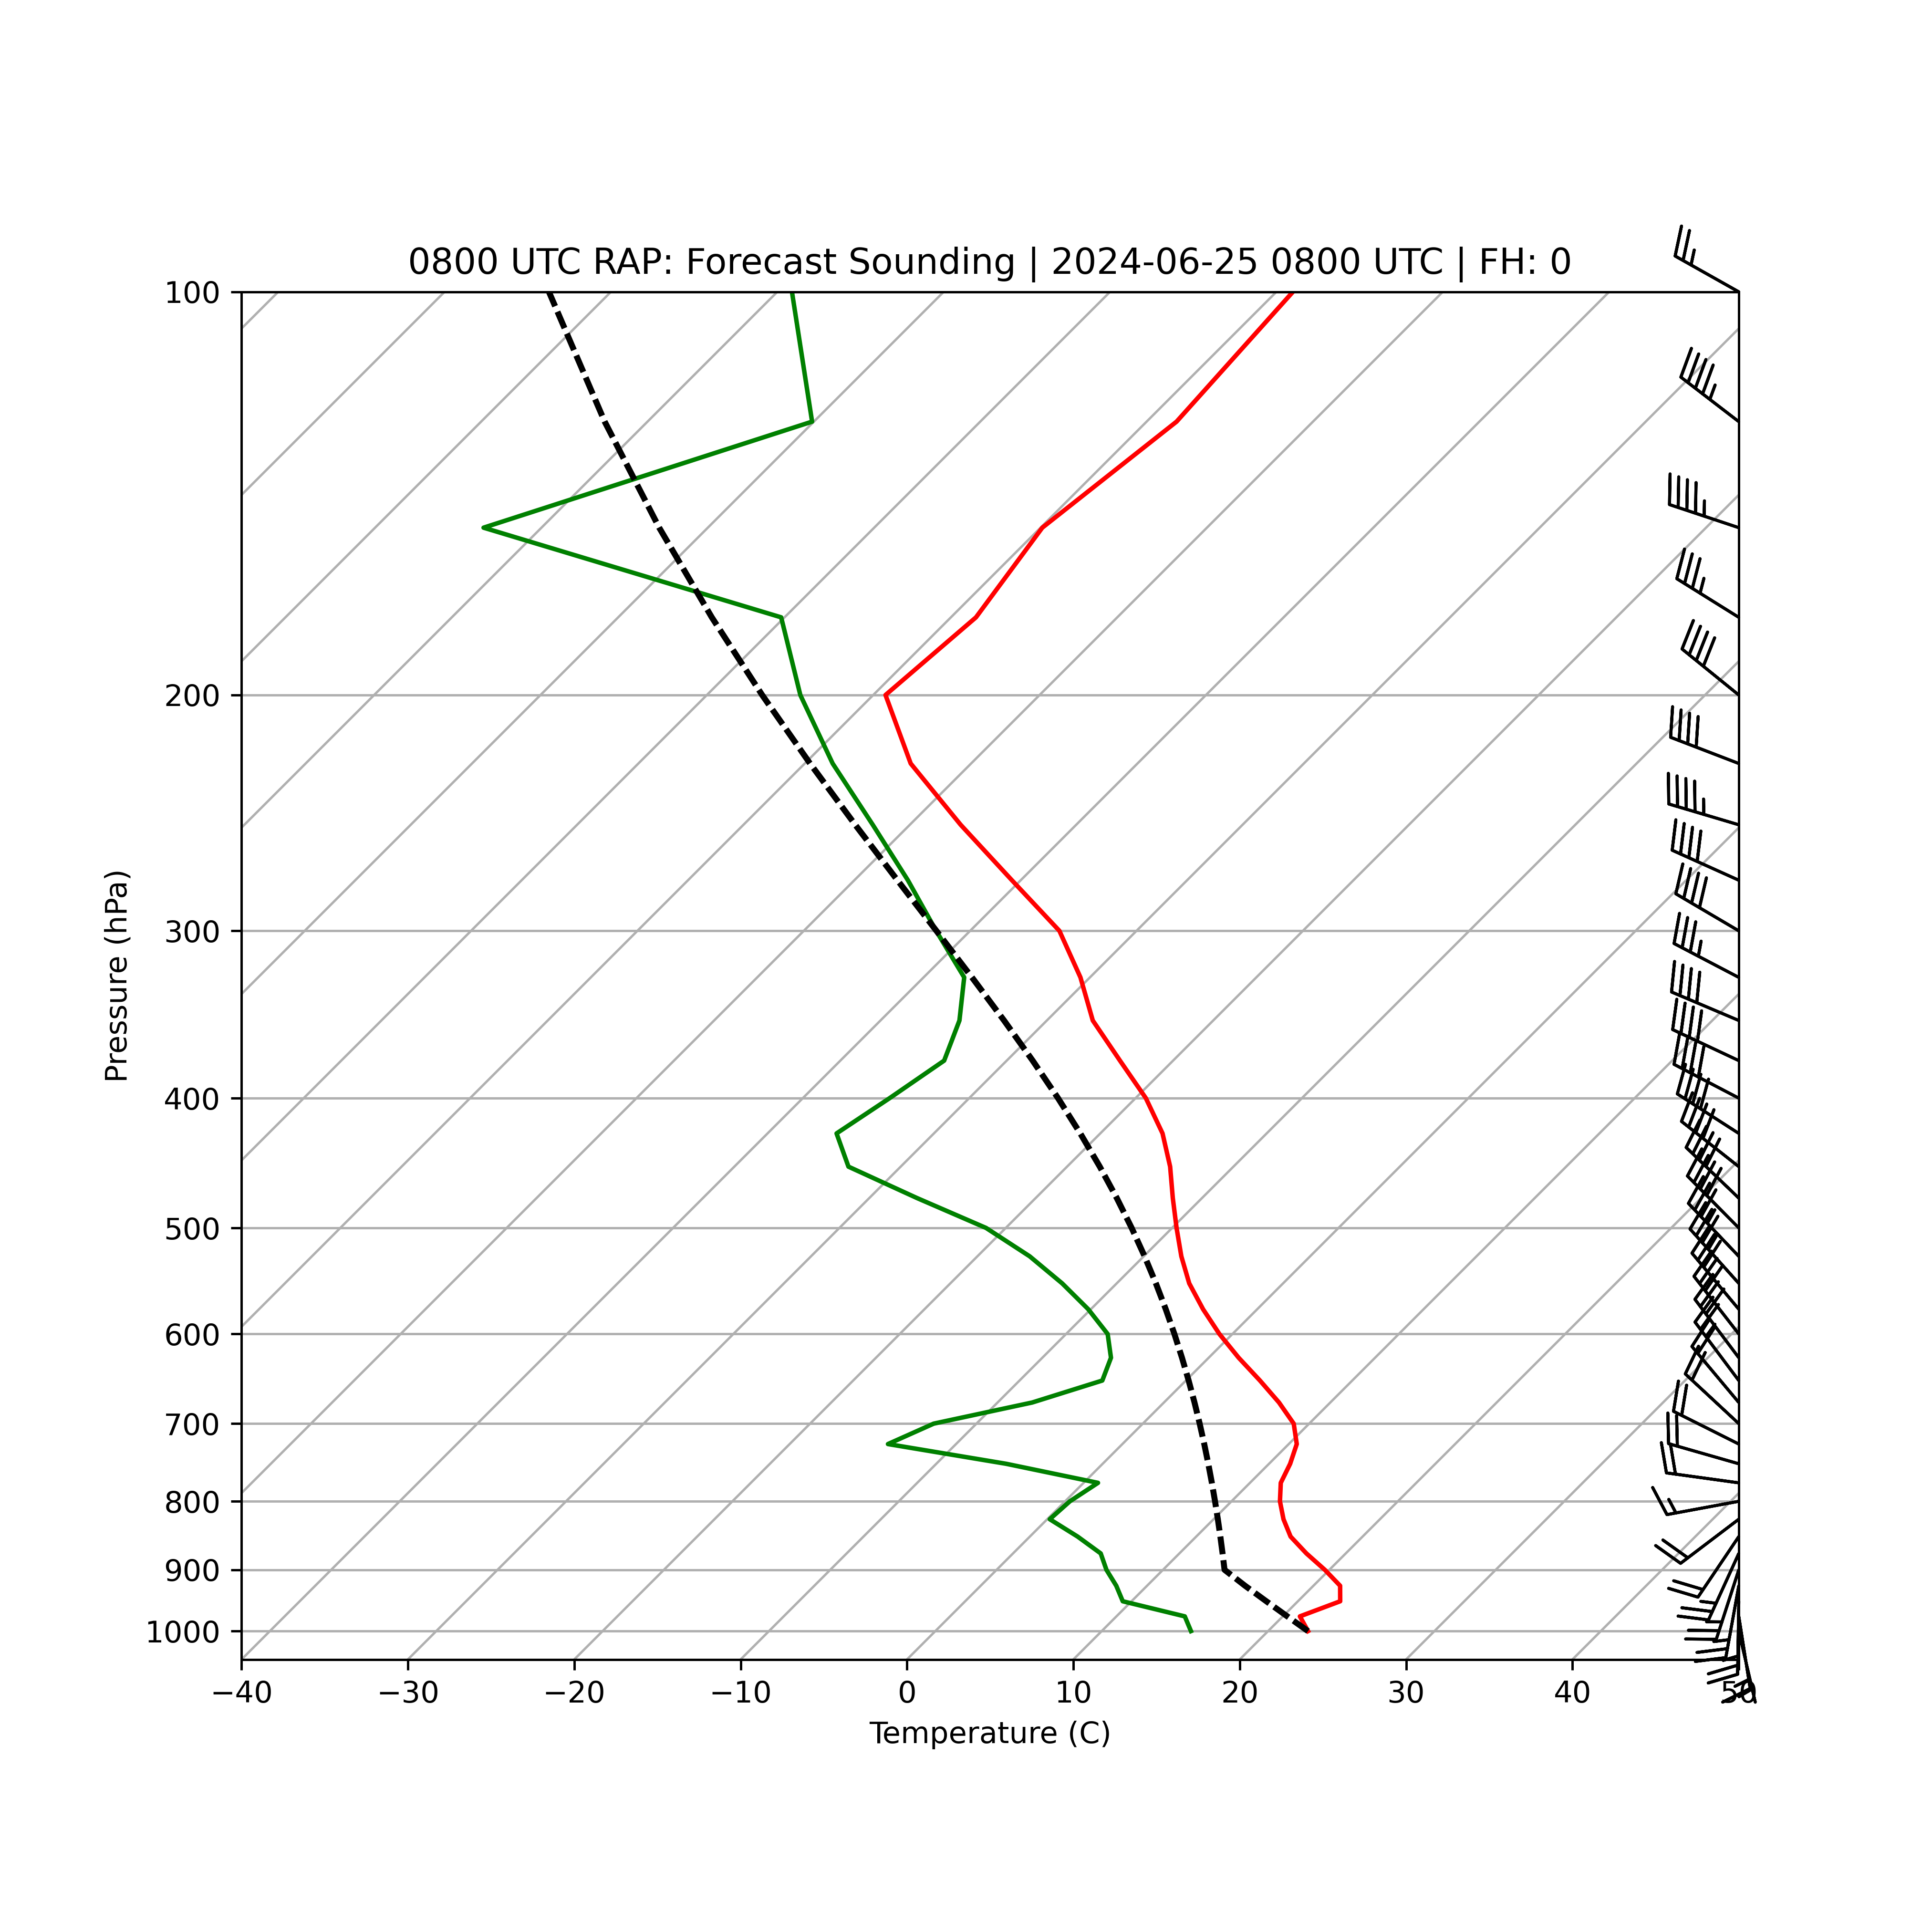 0800 UTC RAP: Forecast Sounding | 2024-06-25 0800 UTC | FH: 0
100
200
300
400
500
600
700
800
900
1000
Pressure (hPa)
−40 −30 −20 −10 0 10 20 30 40 50
Temperature (C)